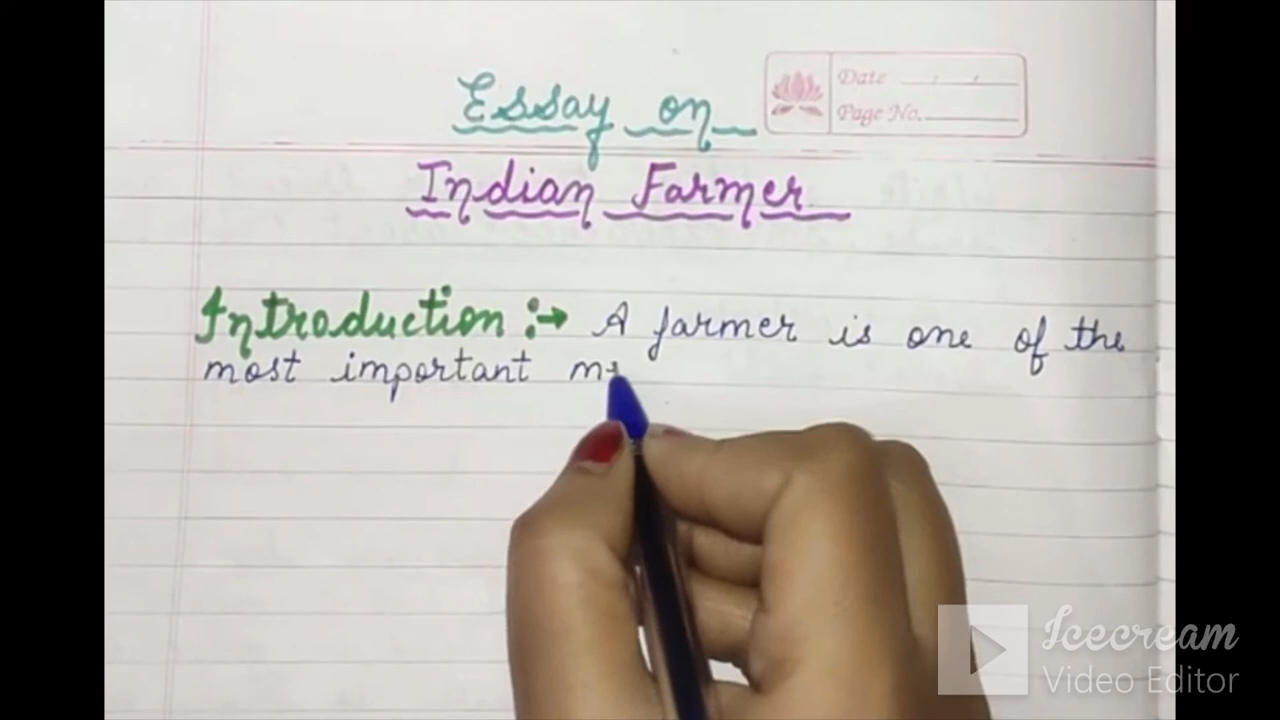 Essay on
Date
Page No.
Indian Farmer
Introduction :→ A farmer is one of the
most important
Icecream
Video Editor